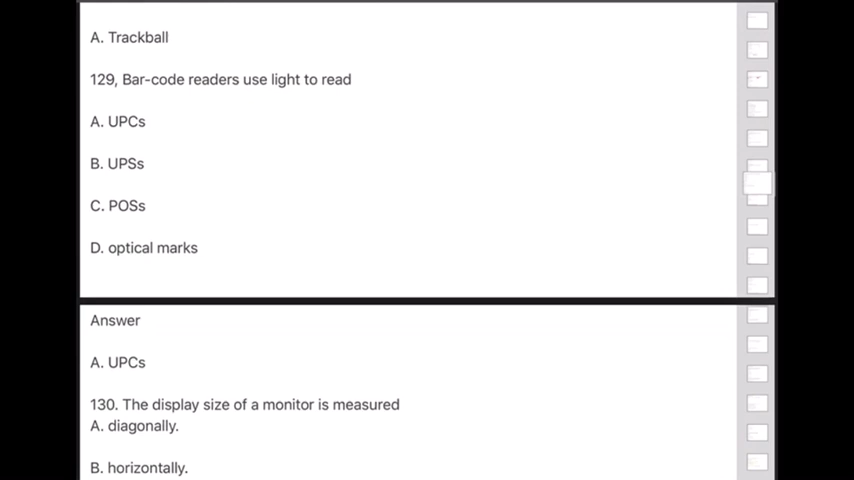 A. Trackball
129, Bar-code readers use light to read
A. UPCs
B. UPSs
C. POSs
D. optical marks
Answer
A. UPCs
130. The display size of a monitor is measured
A. diagonally.
B. horizontally.